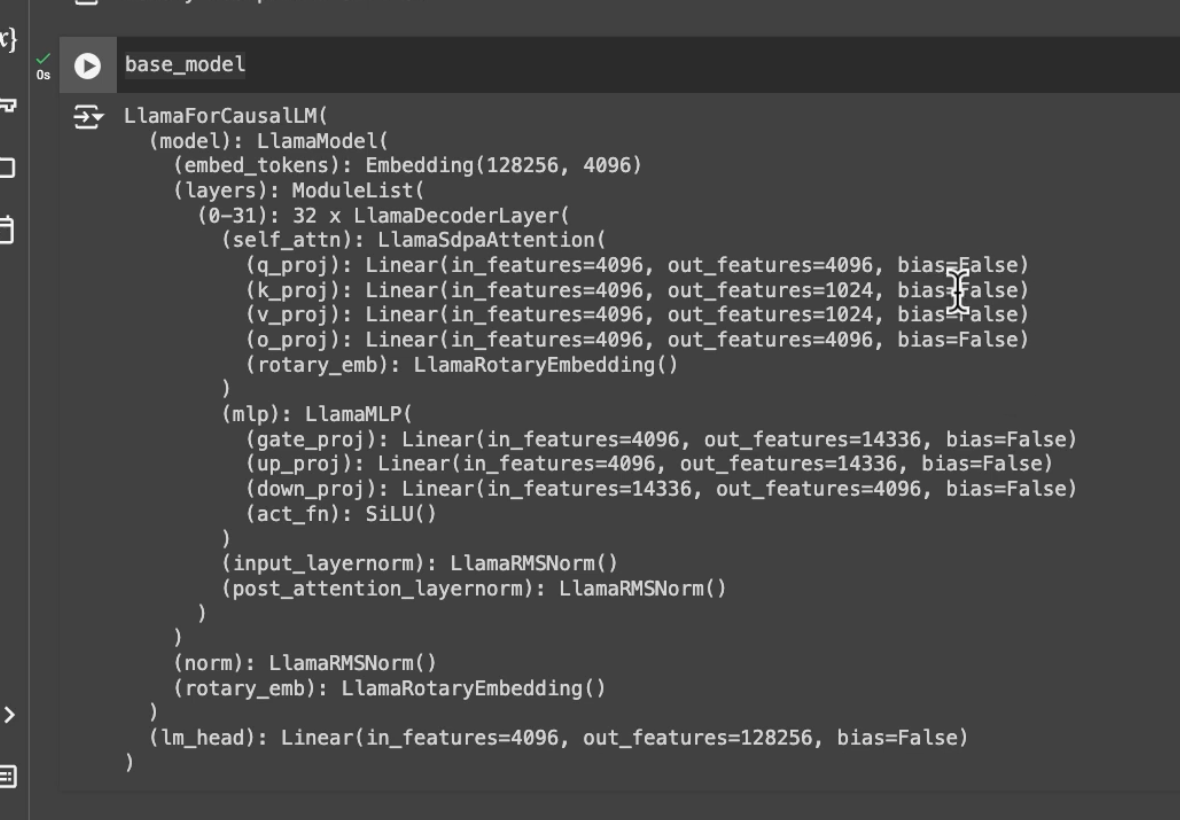 0s
base_model
LlamaForCausalLM(
  (model): LlamaModel(
    (embed_tokens): Embedding(128256, 4096)
    (layers): ModuleList(
      (0-31): 32 x LlamaDecoderLayer(
        (self_attn): LlamaSdpaAttention(
          (q_proj): Linear(in_features=4096, out_features=4096, bias=False)
          (k_proj): Linear(in_features=4096, out_features=1024, bias=False)
          (v_proj): Linear(in_features=4096, out_features=1024, bias=False)
          (o_proj): Linear(in_features=4096, out_features=4096, bias=False)
          (rotary_emb): LlamaRotaryEmbedding()
        )
        (mlp): LlamaMLP(
          (gate_proj): Linear(in_features=4096, out_features=14336, bias=False)
          (up_proj): Linear(in_features=4096, out_features=14336, bias=False)
          (down_proj): Linear(in_features=14336, out_features=4096, bias=False)
          (act_fn): SiLU()
        )
        (input_layernorm): LlamaRMSNorm()
        (post_attention_layernorm): LlamaRMSNorm()
      )
    )
    (norm): LlamaRMSNorm()
    (rotary_emb): LlamaRotaryEmbedding()
  )
  (lm_head): Linear(in_features=4096, out_features=128256, bias=False)
)